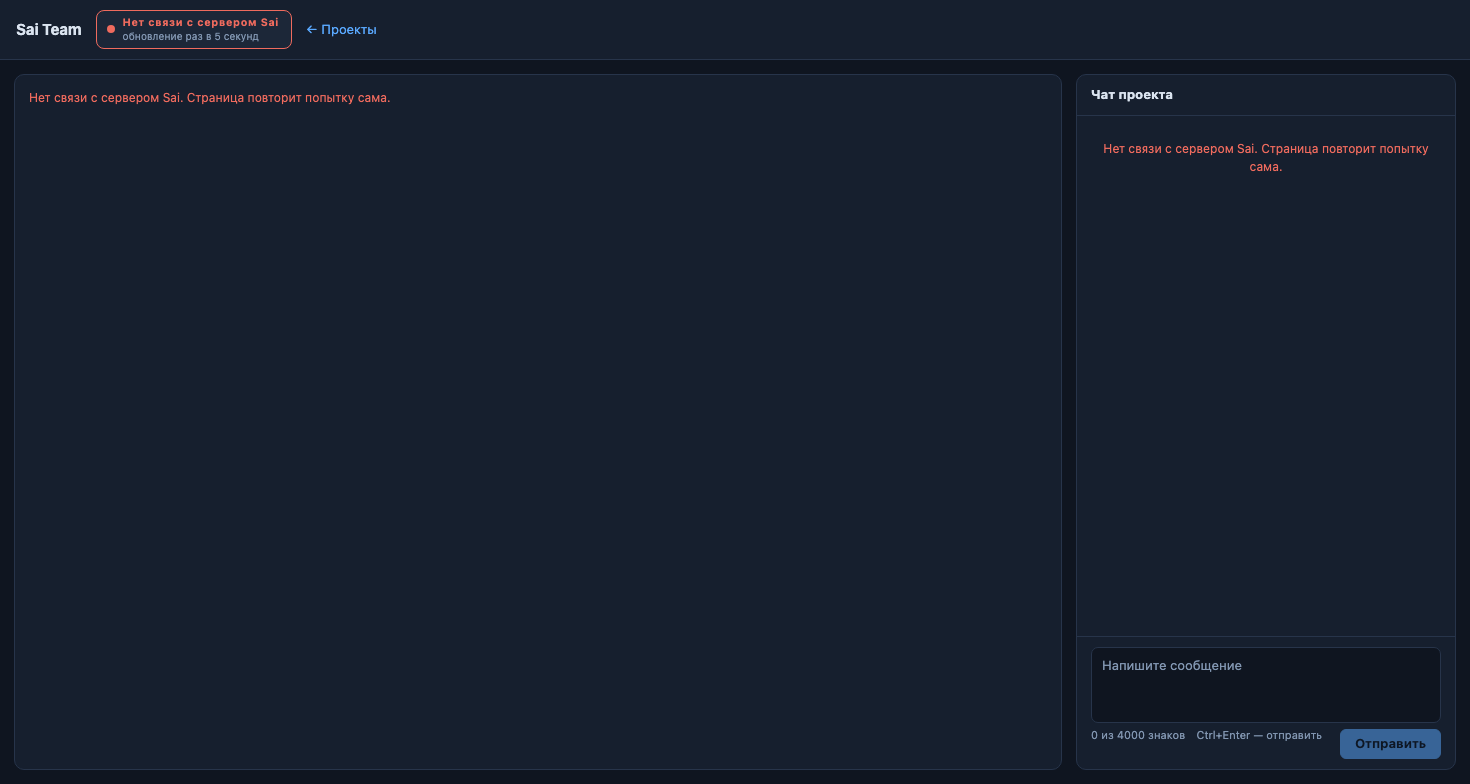 Sai Team
Нет связи с сервером Sai
обновление раз в 5 секунд
← Проекты
Нет связи с сервером Sai. Страница повторит попытку сама.
Чат проекта
Нет связи с сервером Sai. Страница повторит попытку
сама.
Напишите сообщение
0 из 4000 знаков Ctrl+Enter — отправить
Отправить